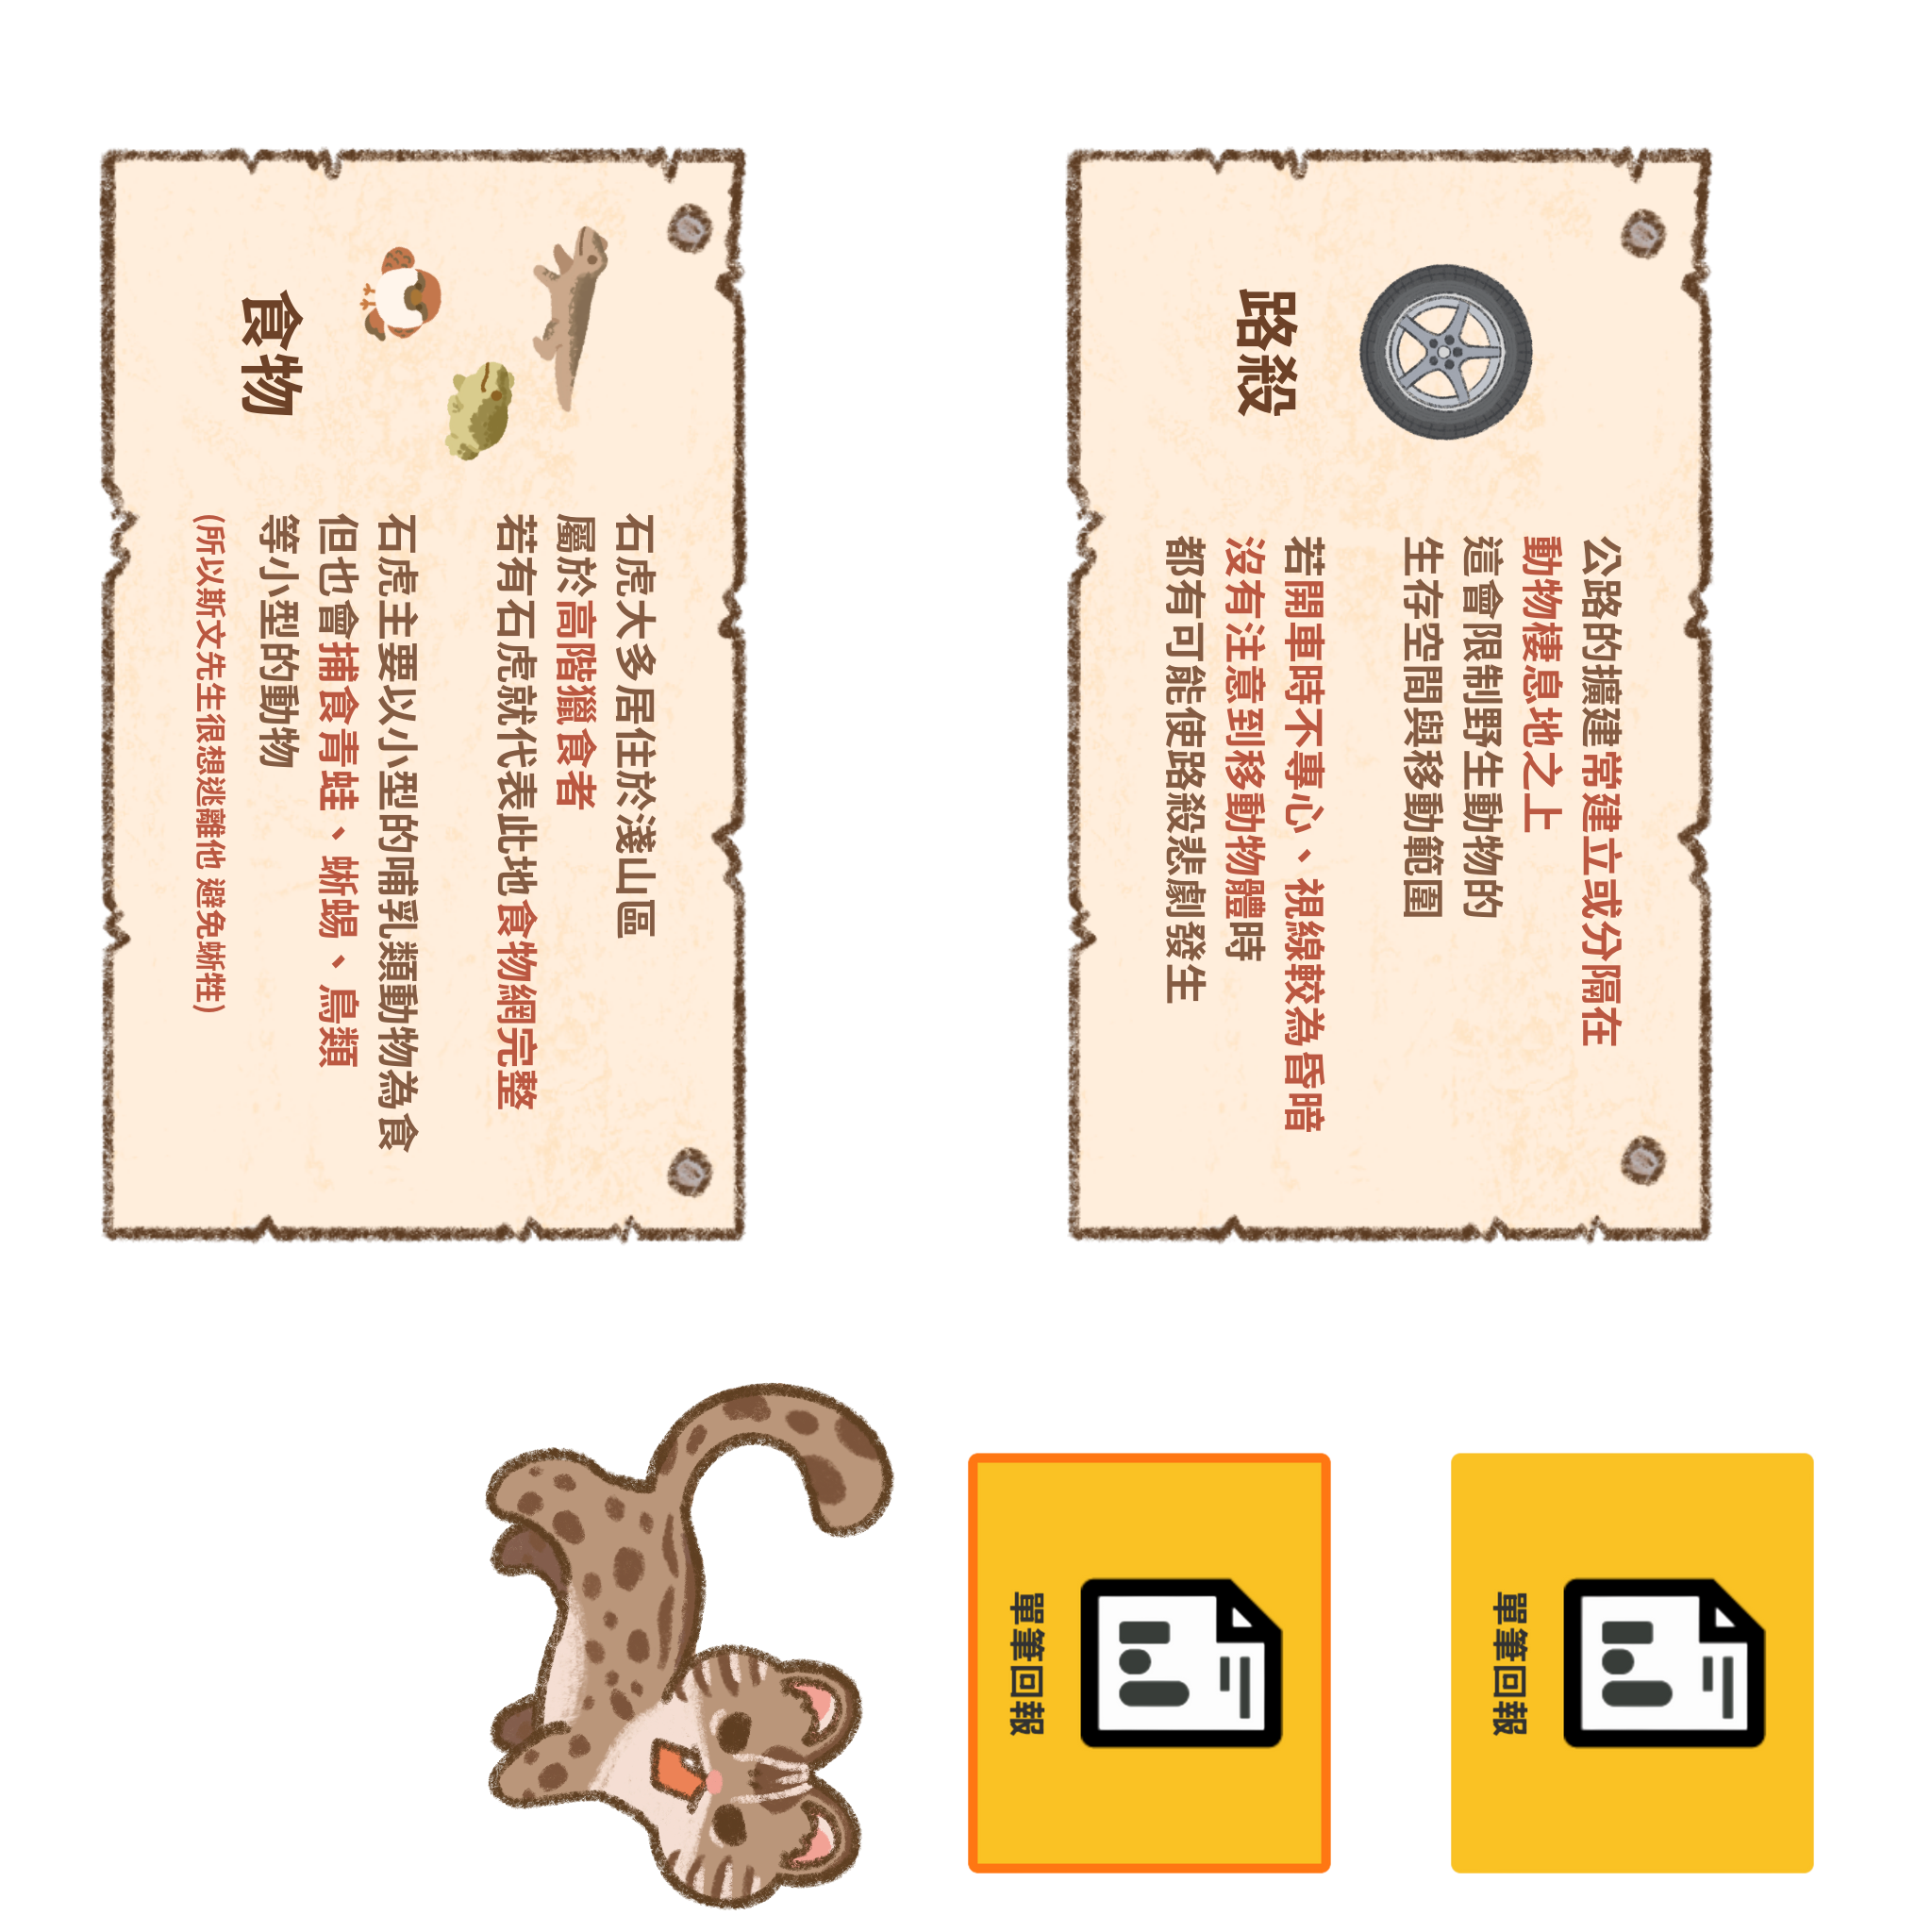 路殺
公路的擴建常建立或分隔在
動物棲息地之上
這會限制野生動物的
生存空間與移動範圍
若開車時不專心、視線較為昏暗
沒有注意到移動物體時
都有可能使路殺悲劇發生
食物
石虎大多居住於淺山區
屬於高階獵食者
若有石虎就代表此地食物網完整
石虎主要以小型的哺乳類動物為食
但也會捕食青蛙、蜥蜴、鳥類
等小型的動物
(所以斯文先生很想逃離他 避免蜥牲)
單筆回報
單筆回報